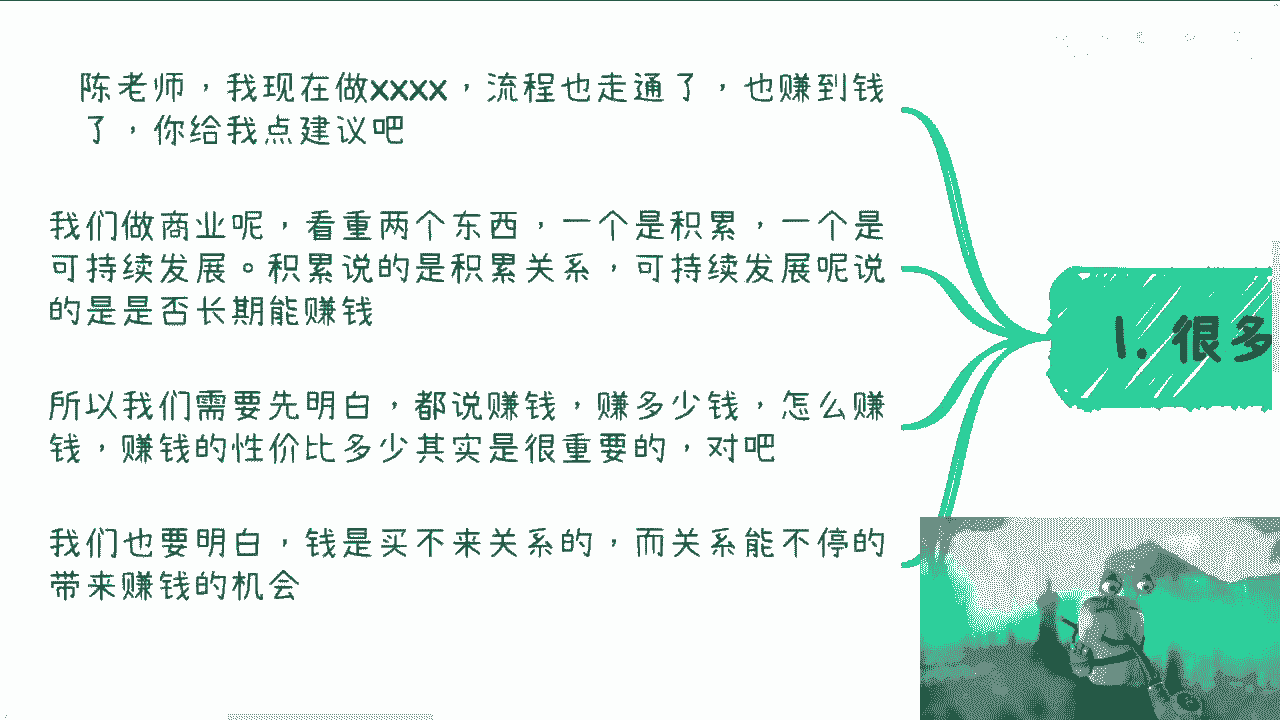 陈老师，我现在做xxxx，流程也走通了，也赚到钱
了，你给我点建议吧
我们做商业呢，看重两个东西，一个是积累，一个是
可持续发展。积累说的是积累关系，可持续发展呢说
的是是否长期能赚钱
所以我们需要先明白，都说赚钱，赚多少钱，怎么赚
钱，赚钱的性价比多少其实是很重要的，对吧
我们也要明白，钱是买不来关系的，而关系能不停的
带来赚钱的机会
1. 很多